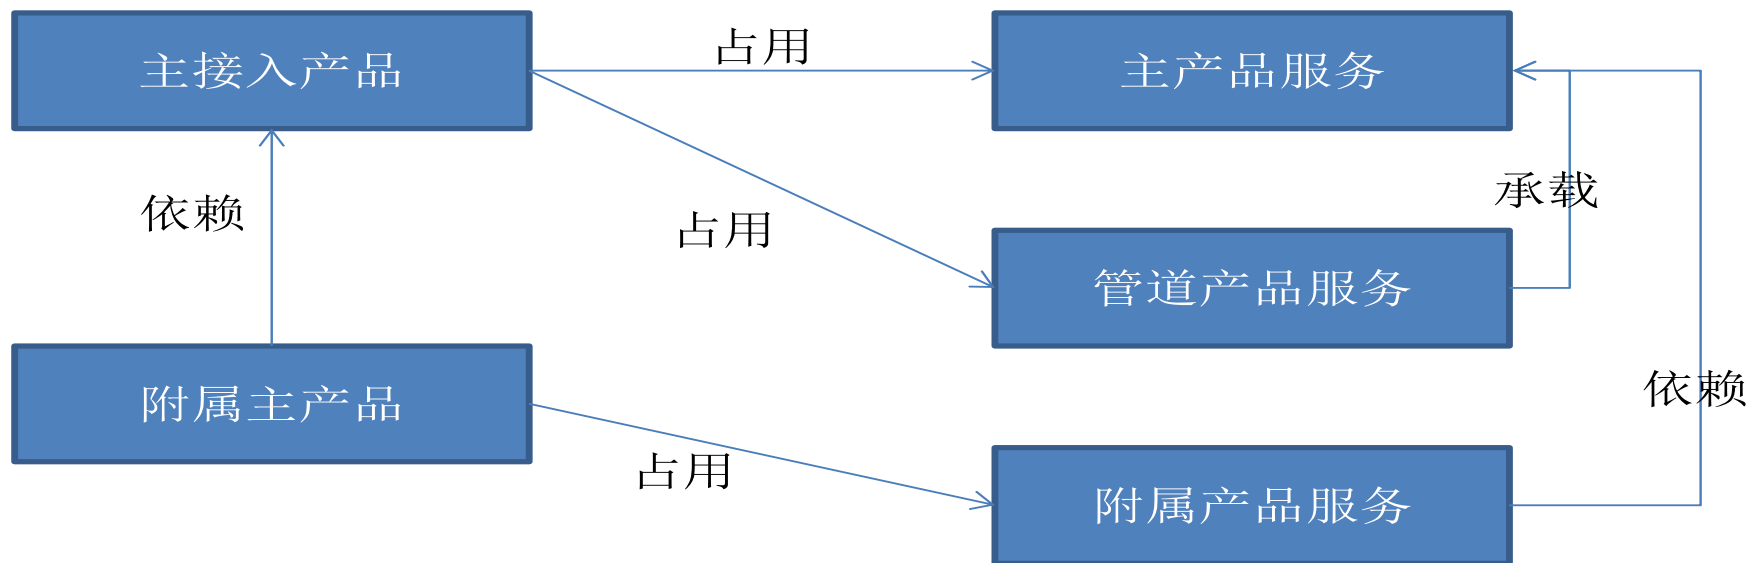 主接入产品
占用
主产品服务
依赖
占用
承载
管道产品服务
附属主产品
占用
依赖
附属产品服务